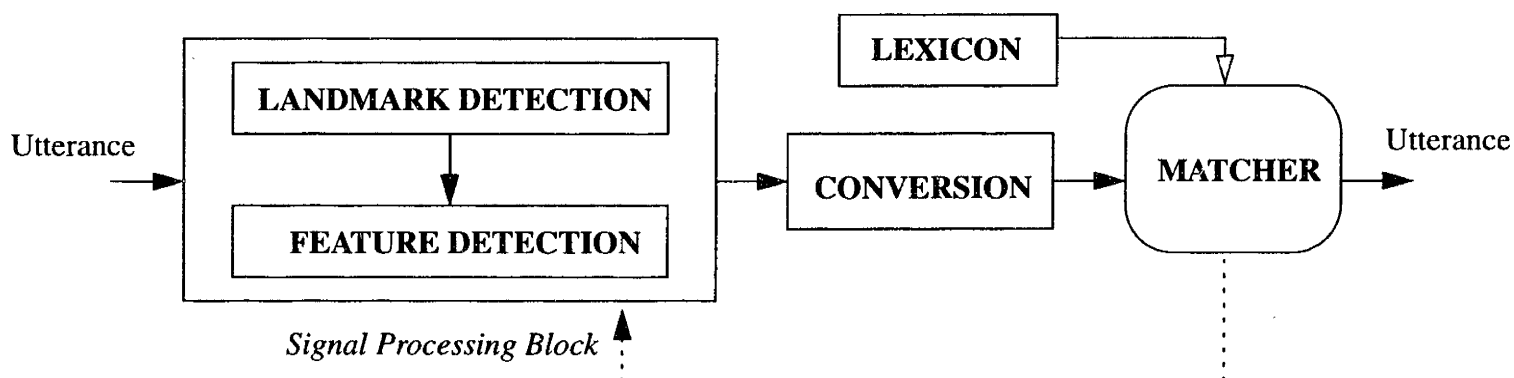 LEXICON
LANDMARK DETECTION
Utterance
Utterance
MATCHER
CONVERSION
FEATURE DETECTION
Signal Processing Block